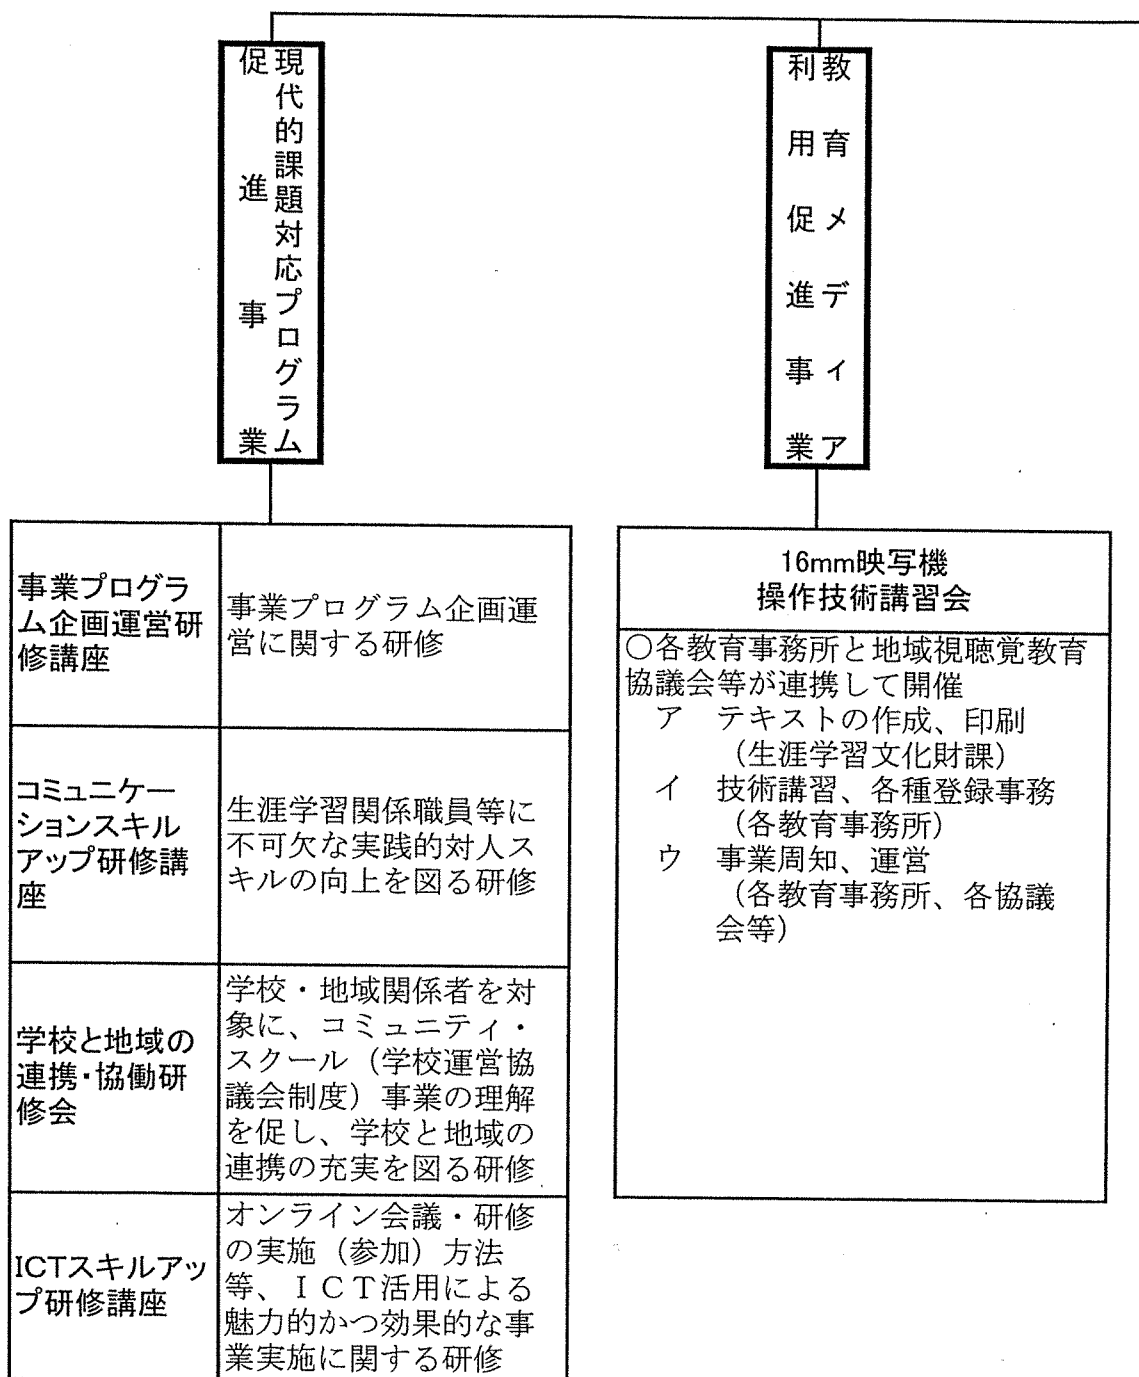 現代的課題対応プログラム
促進事業
教育メディア
利用促進事業
事業プログラ
ム企画運営研
修講座
事業プログラム企画運
営に関する研修
コミュニケー
ションスキル
アップ研修講
座
生涯学習関係職員等に
不可欠な実践的対人ス
キルの向上を図る研修
学校と地域の
連携・協働研
修会
学校・地域関係者を対
象に、コミュニティ・
スクール（学校運営協
議会制度）事業の理解
を促し、学校と地域の
連携の充実を図る研修
ICTスキルアッ
プ研修講座
オンライン会議・研修
の実施（参加）方法
等、ＩＣＴ活用による
魅力的かつ効果的な事
業実施に関する研修
16mm映写機
操作技術講習会
○各教育事務所と地域視聴覚教育
協議会等が連携して開催
ア　テキストの作成、印刷
（生涯学習文化財課）
イ　技術講習、各種登録事務
（各教育事務所）
ウ　事業周知、運営
（各教育事務所、各協議
会等）